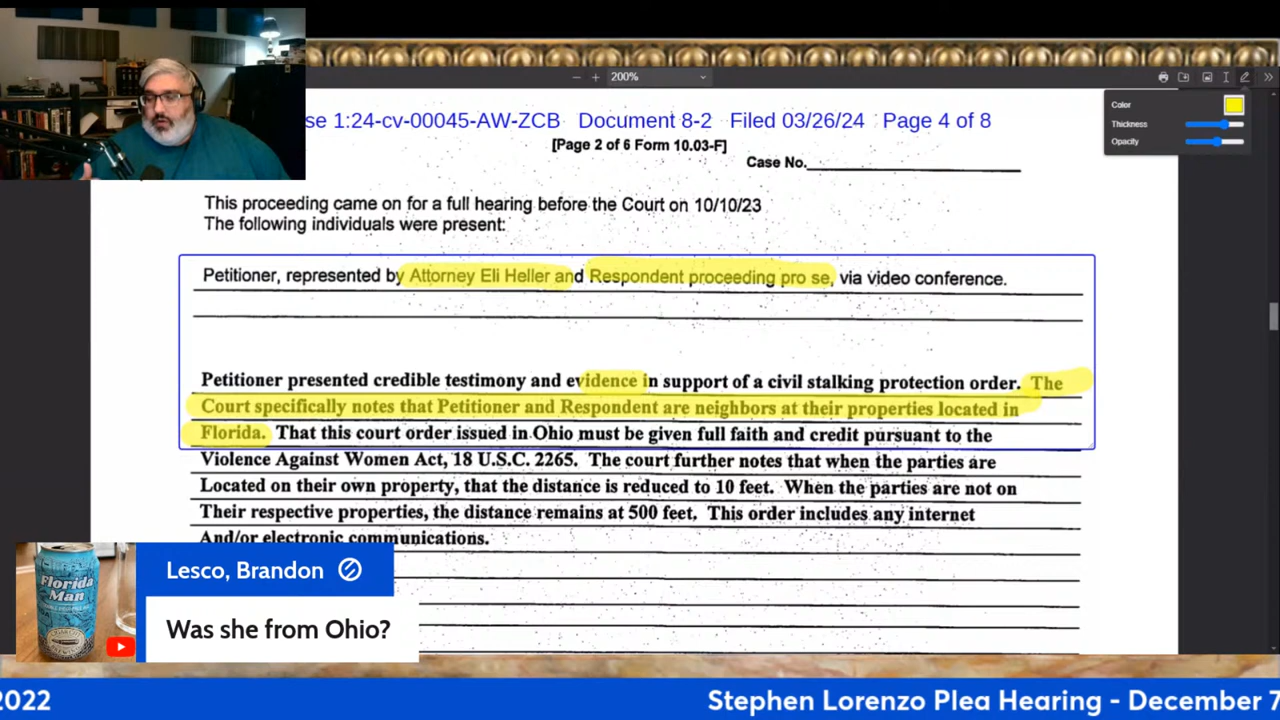 200%
Color
Thickness
Opacity
se 1:24-cv-00045-AW-ZCB Document 8-2 Filed 03/26/24 Page 4 of 8
[Page 2 of 6 Form 10.03-F]
Case No.
This proceeding came on for a full hearing before the Court on 10/10/23
The following individuals were present:
Petitioner, represented by Attorney Eli Heller and Respondent proceeding pro se, via video conference.
Petitioner presented credible testimony and evidence in support of a civil stalking protection order. The
Court specifically notes that Petitioner and Respondent are neighbors at their properties located in
Florida. That this court order issued in Ohio must be given full faith and credit pursuant to the
Violence Against Women Act, 18 U.S.C. 2265. The court further notes that when the parties are
Located on their own property, that the distance is reduced to 10 feet. When the parties are not on
Their respective properties, the distance remains at 500 feet. This order includes any internet
And/or electronic communications.
Florida
Man
Lesco, Brandon
Was she from Ohio?
2022 Stephen Lorenzo Plea Hearing - December 7